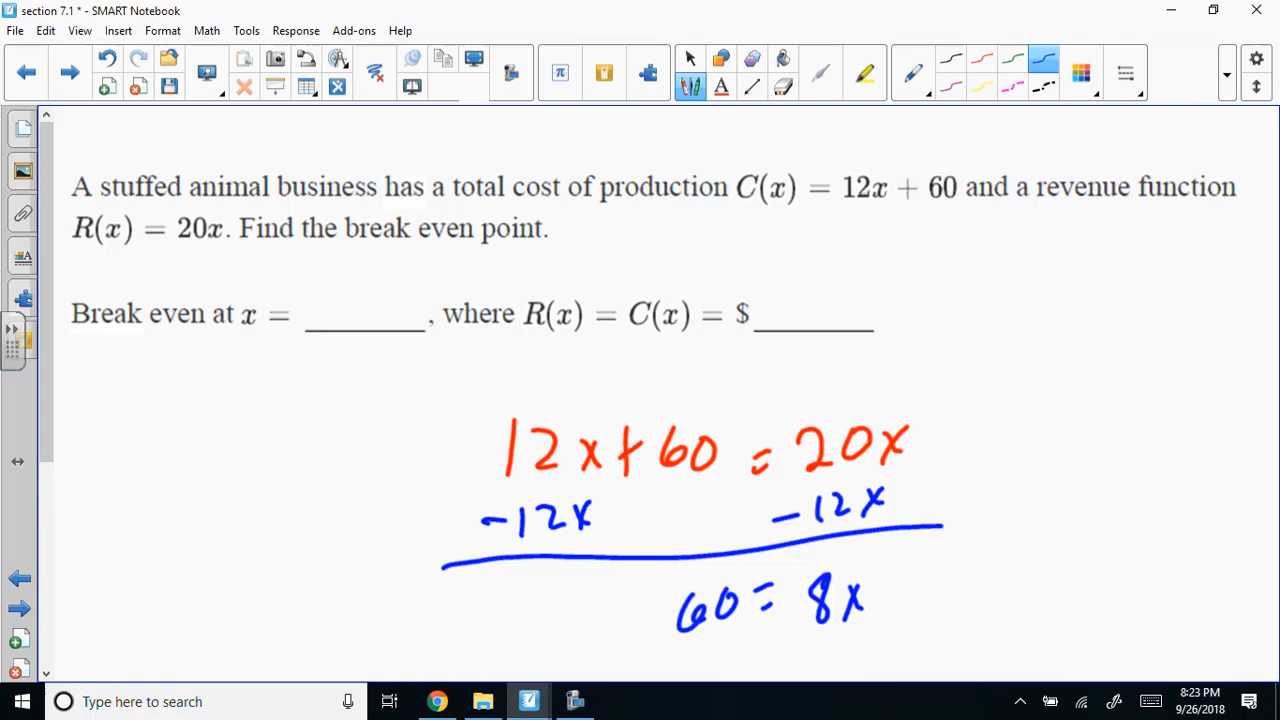 section 7.1 * - SMART Notebook
File Edit View Insert Format Math Tools Response Add-ons Help
A stuffed animal business has a total cost of production C(x) = 12x + 60 and a revenue function
R(x) = 20x. Find the break even point.
Break even at x = ________, where R(x) = C(x) = $ ________
12x+60 = 20x
-12x -12x
60 = 8x
Type here to search
8:23 PM
9/26/2018